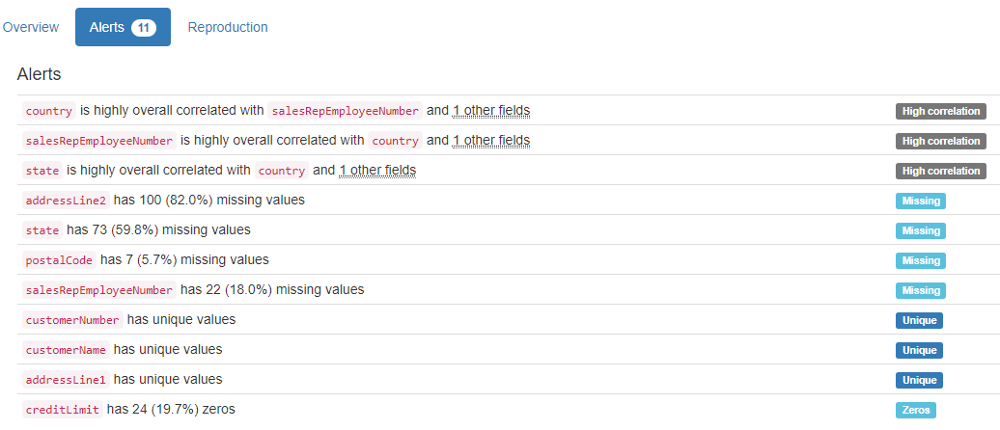 Overview Alerts 11 Reproduction
Alerts
country is highly overall correlated with salesRepEmployeeNumber and 1 other fields High correlation
salesRepEmployeeNumber is highly overall correlated with country and 1 other fields High correlation
state is highly overall correlated with country and 1 other fields High correlation
addressLine2 has 100 (82.0%) missing values Missing
state has 73 (59.8%) missing values Missing
postalCode has 7 (5.7%) missing values Missing
salesRepEmployeeNumber has 22 (18.0%) missing values Missing
customerNumber has unique values Unique
customerName has unique values Unique
addressLine1 has unique values Unique
creditLimit has 24 (19.7%) zeros Zeros